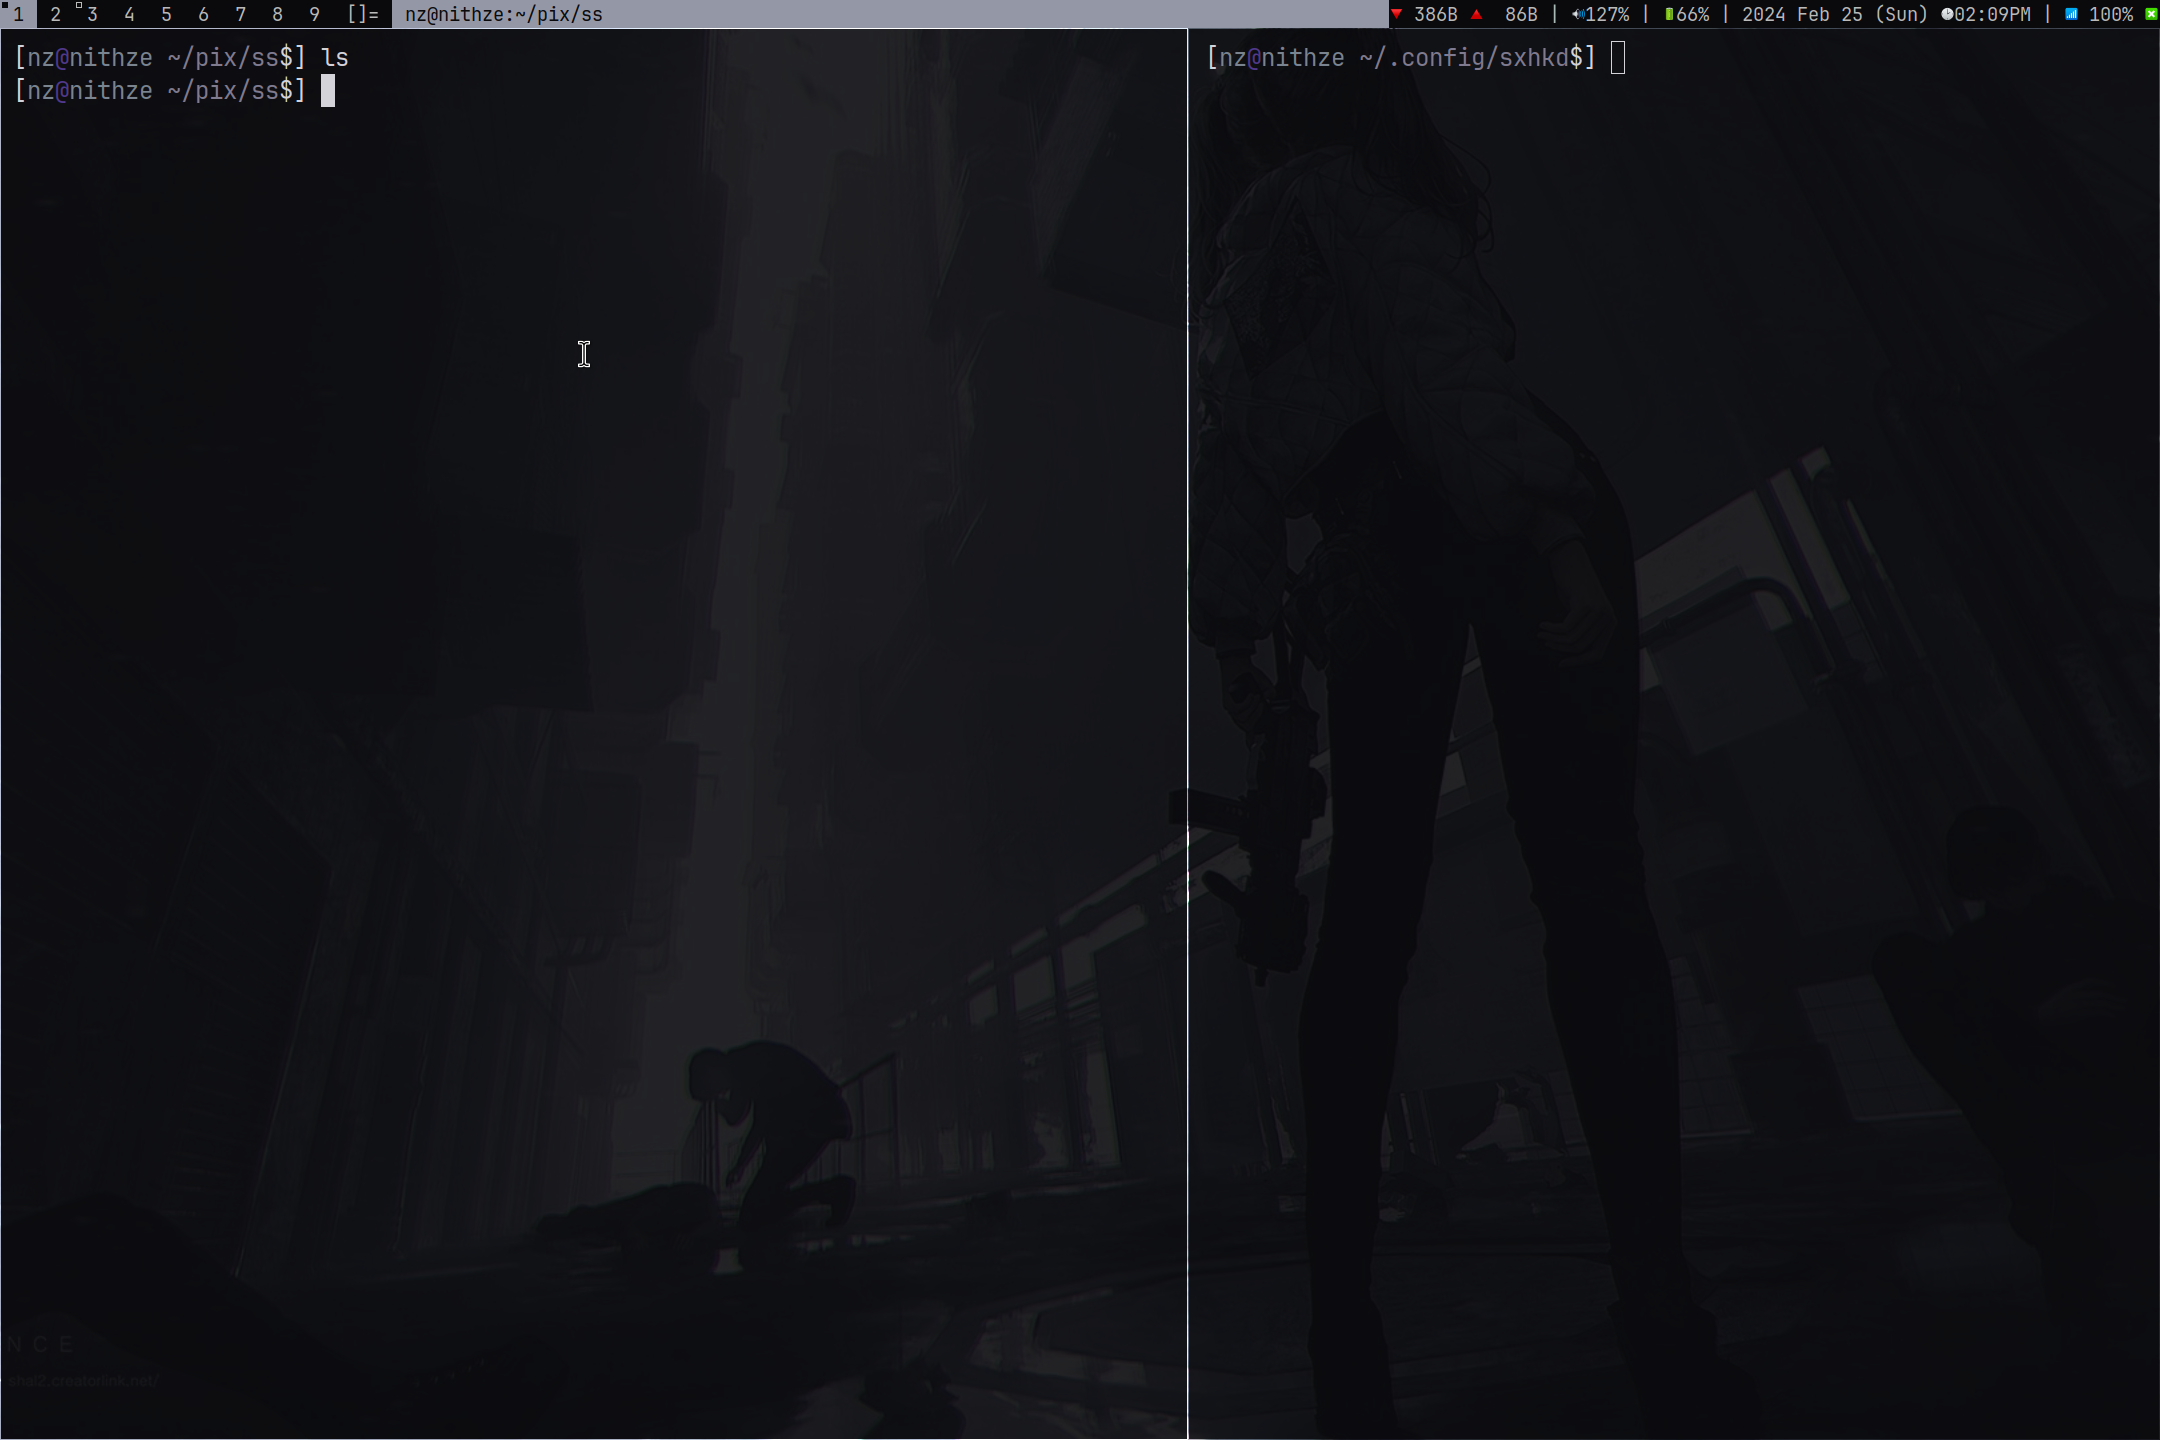 1 2 3 4 5 6 7 8 9 []= nz@nithze:~/pix/ss 386B 86B | 127% | 66% | 2024 Feb 25 (Sun) 02:09PM | 100%
[nz@nithze ~/pix/ss$] ls
[nz@nithze ~/pix/ss$]
[nz@nithze ~/.config/sxhkd$]
N C E
shal2.creatorlink.net/